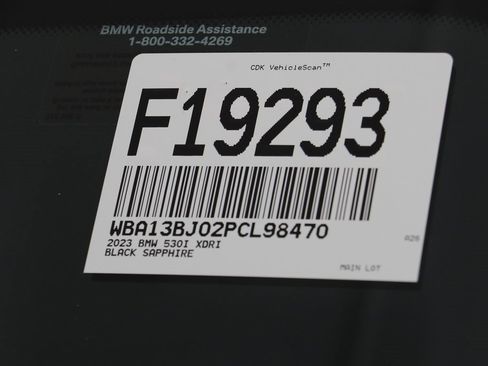 BMW Roadside Assistance
1-800-332-4269
CDK VehicleScan™
F19293
WBA13BJ02PCL98470
2023 BMW 530I XDRI
BLACK SAPPHIRE
A26
MAIN LOT